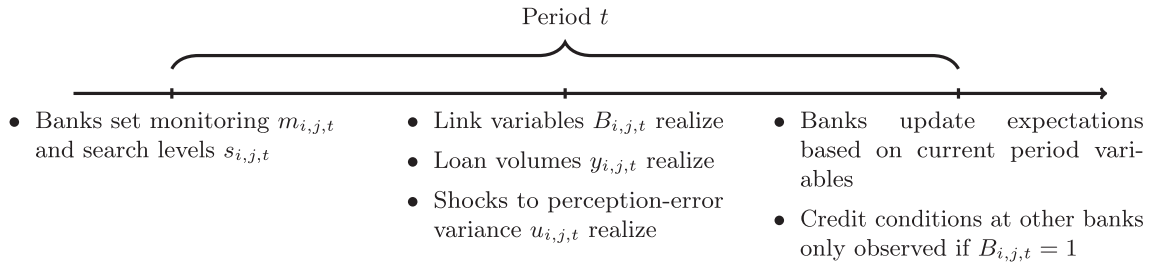 Period t
• Banks set monitoring m_{i,j,t}
and search levels s_{i,j,t}
• Link variables B_{i,j,t} realize
• Loan volumes y_{i,j,t} realize
• Shocks to perception-error
variance u_{i,j,t} realize
• Banks update expectations
based on current period vari-
ables
• Credit conditions at other banks
only observed if B_{i,j,t} = 1